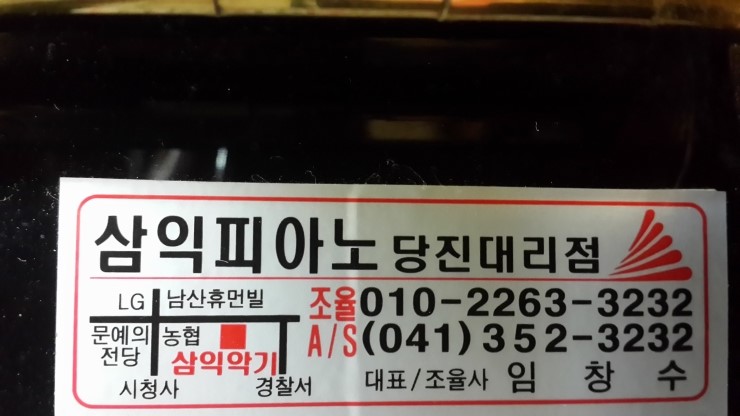 삼익피아노 당진대리점
LG 남산휴먼빌
문예의전당 농협
삼익악기
시청사 경찰서
조율 010-2263-3232
A/S (041) 352-3232
대표/조율사 임 창 수